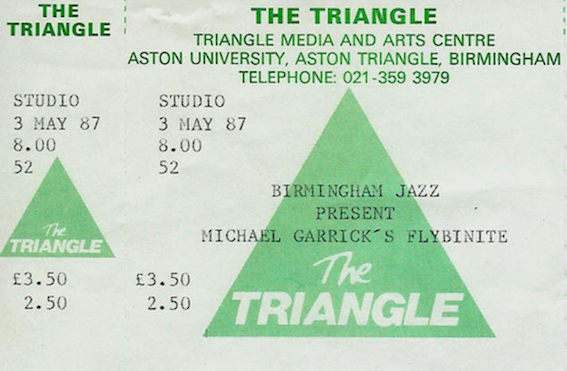 THE
TRIANGLE
STUDIO
3 MAY 87
8.00
52
The
TRIANGLE
£3.50
2.50
THE TRIANGLE
TRIANGLE MEDIA AND ARTS CENTRE
ASTON UNIVERSITY, ASTON TRIANGLE, BIRMINGHAM
TELEPHONE: 021-359 3979
STUDIO
3 MAY 87
8.00
52
BIRMINGHAM JAZZ
PRESENT
MICHAEL GARRICK´S FLYBINITE
The
TRIANGLE
£3.50
2.50